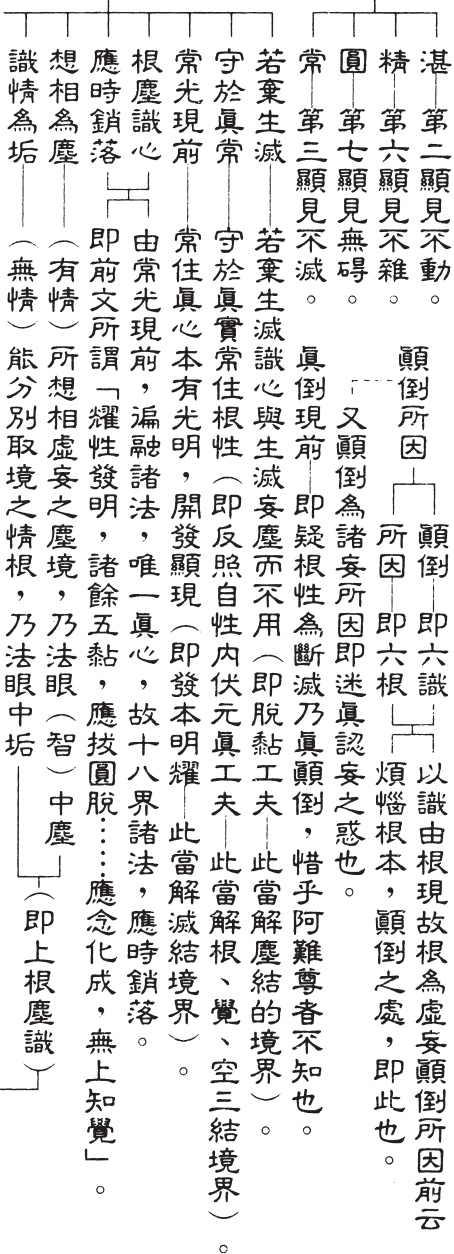 湛—第二顯見不動。
精—第六顯見不雜。
圓—第七顯見無碍。
常—第三顯見不滅。
顛倒所因
顛倒—即六識
所因—即六根
以識由根現故根為虛妄顛倒所因前云
煩惱根本，顛倒之處，即此也。
又顛倒為諸妄所因即迷眞認妄之惑也。
眞倒現前—即疑根性為斷滅乃眞顛倒，惜乎阿難尊者不知也。
若棄生滅—若棄生滅識心與生滅妄塵而不用（即脫黏工夫—此當解塵結的境界）。
守於眞常—守於眞實常住根性（即反照自性內伏元眞工夫—此當解根、覺、空三結境界）。
常光現前—常住眞心本有光明，開發顯現（即發本明耀—此當解滅結境界）。
根塵識心
應時銷落
由常光現前，遍融諸法，唯一眞心，故十八界諸法，應時銷落。
即前文所謂「耀性發明，諸餘五黏，應拔圓脫……應念化成，無上知覺」。
想相為塵—（有情）所想相虛妄之塵境，乃法眼（智）中塵
識情為垢—（無情）能分別取境之情根，乃法眼中垢
（即上根塵識）